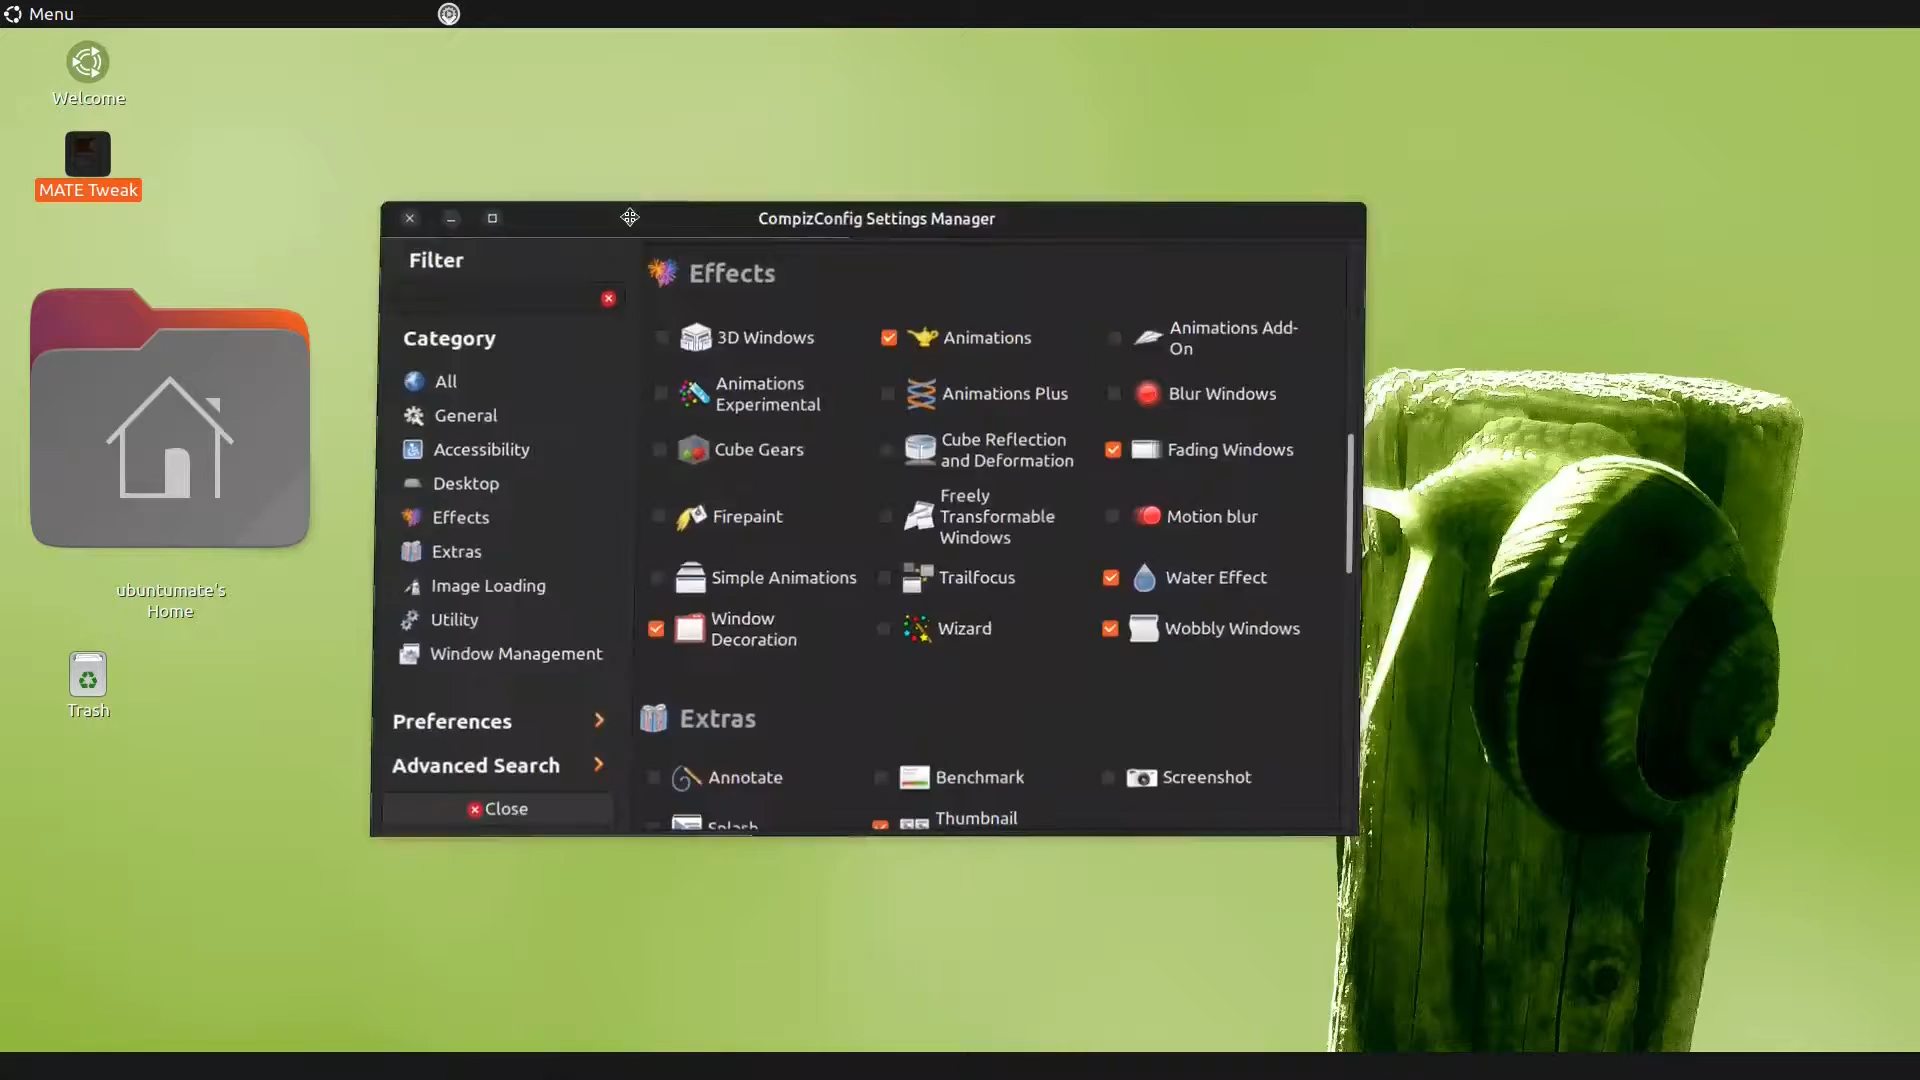 Menu
Welcome
MATE Tweak
ubuntumate's
Home
Trash
CompizConfig Settings Manager
Filter
Category
All
General
Accessibility
Desktop
Effects
Extras
Image Loading
Utility
Window Management
Preferences
Advanced Search
Close
Effects
3D Windows
Animations
Animations Add-
On
Animations
Experimental
Animations Plus
Blur Windows
Cube Gears
Cube Reflection
and Deformation
Fading Windows
Firepaint
Freely
Transformable
Windows
Motion blur
Simple Animations
Trailfocus
Water Effect
Window
Decoration
Wizard
Wobbly Windows
Extras
Annotate
Benchmark
Screenshot
Splash
Thumbnail